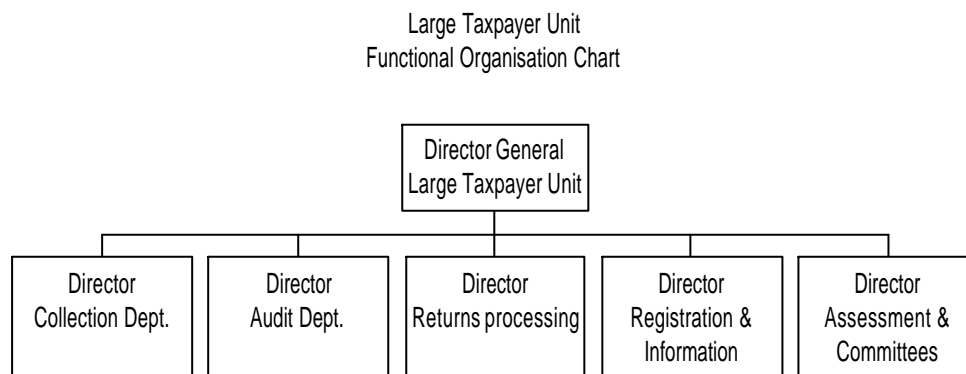 Large Taxpayer Unit
Functional Organisation Chart
Director General
Large Taxpayer Unit
Director
Collection Dept.
Director
Audit Dept.
Director
Returns processing
Director
Registration &
Information
Director
Assessment &
Committees